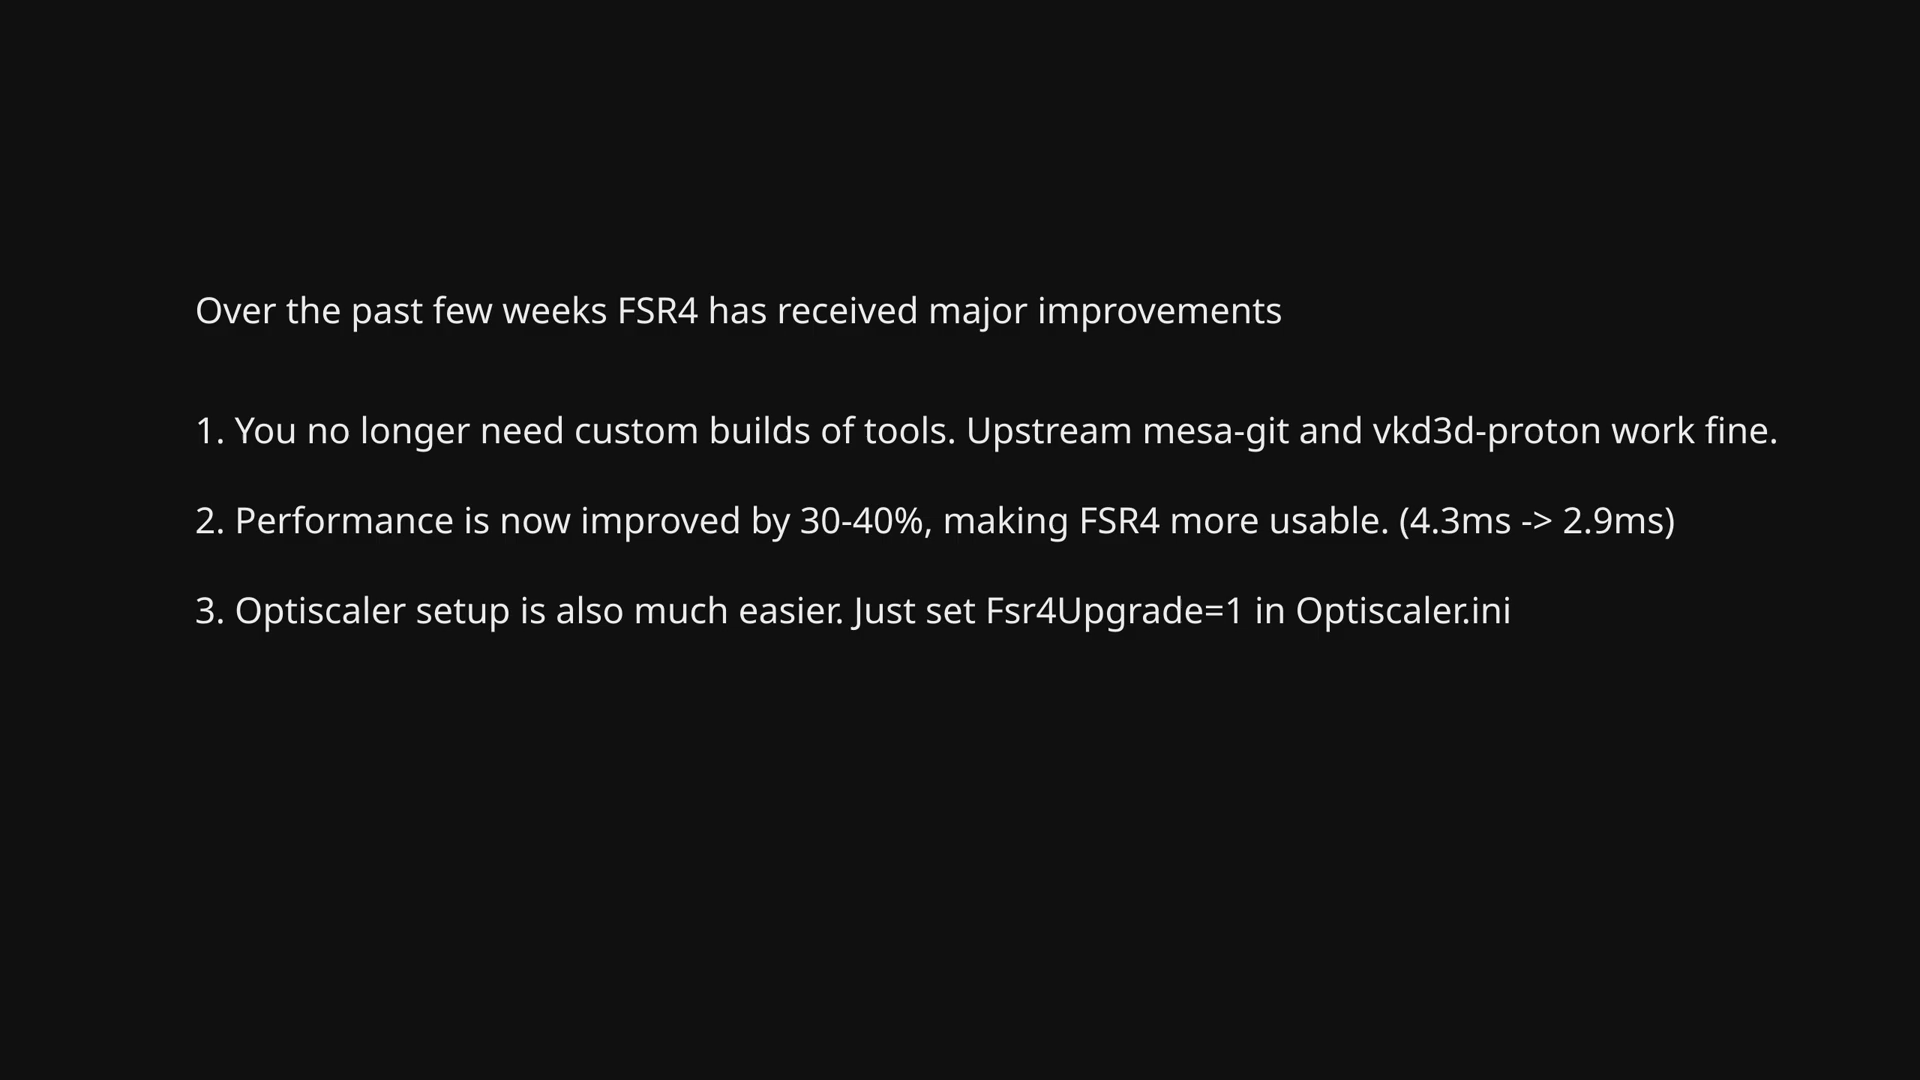 Over the past few weeks FSR4 has received major improvements
1. You no longer need custom builds of tools. Upstream mesa-git and vkd3d-proton work fine.
2. Performance is now improved by 30-40%, making FSR4 more usable. (4.3ms -> 2.9ms)
3. Optiscaler setup is also much easier. Just set Fsr4Upgrade=1 in Optiscaler.ini